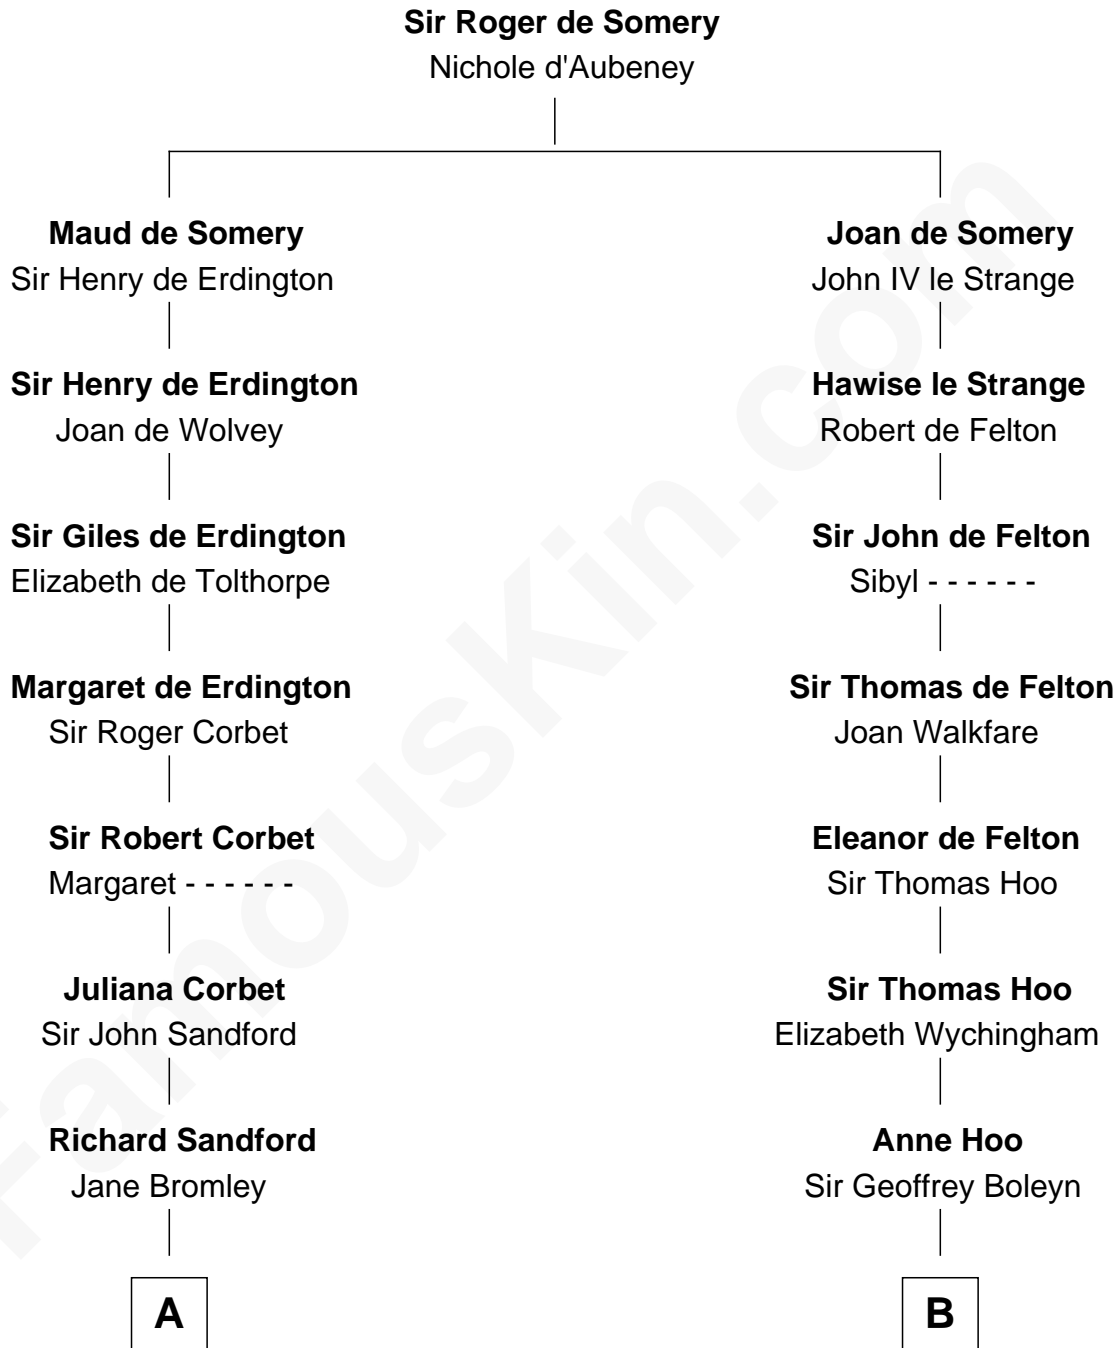 Sir Roger de Somery
Nichole d'Aubeney
Maud de Somery
Sir Henry de Erdington
Joan de Somery
John IV le Strange
Sir Henry de Erdington
Joan de Wolvey
Hawise le Strange
Robert de Felton
Sir Giles de Erdington
Elizabeth de Tolthorpe
Sir John de Felton
Sibyl - - - - - -
Margaret de Erdington
Sir Roger Corbet
Sir Thomas de Felton
Joan Walkfare
Sir Robert Corbet
Margaret - - - - - -
Eleanor de Felton
Sir Thomas Hoo
Juliana Corbet
Sir John Sandford
Sir Thomas Hoo
Elizabeth Wychingham
Richard Sandford
Jane Bromley
Anne Hoo
Sir Geoffrey Boleyn
A
B
FamousKin.com